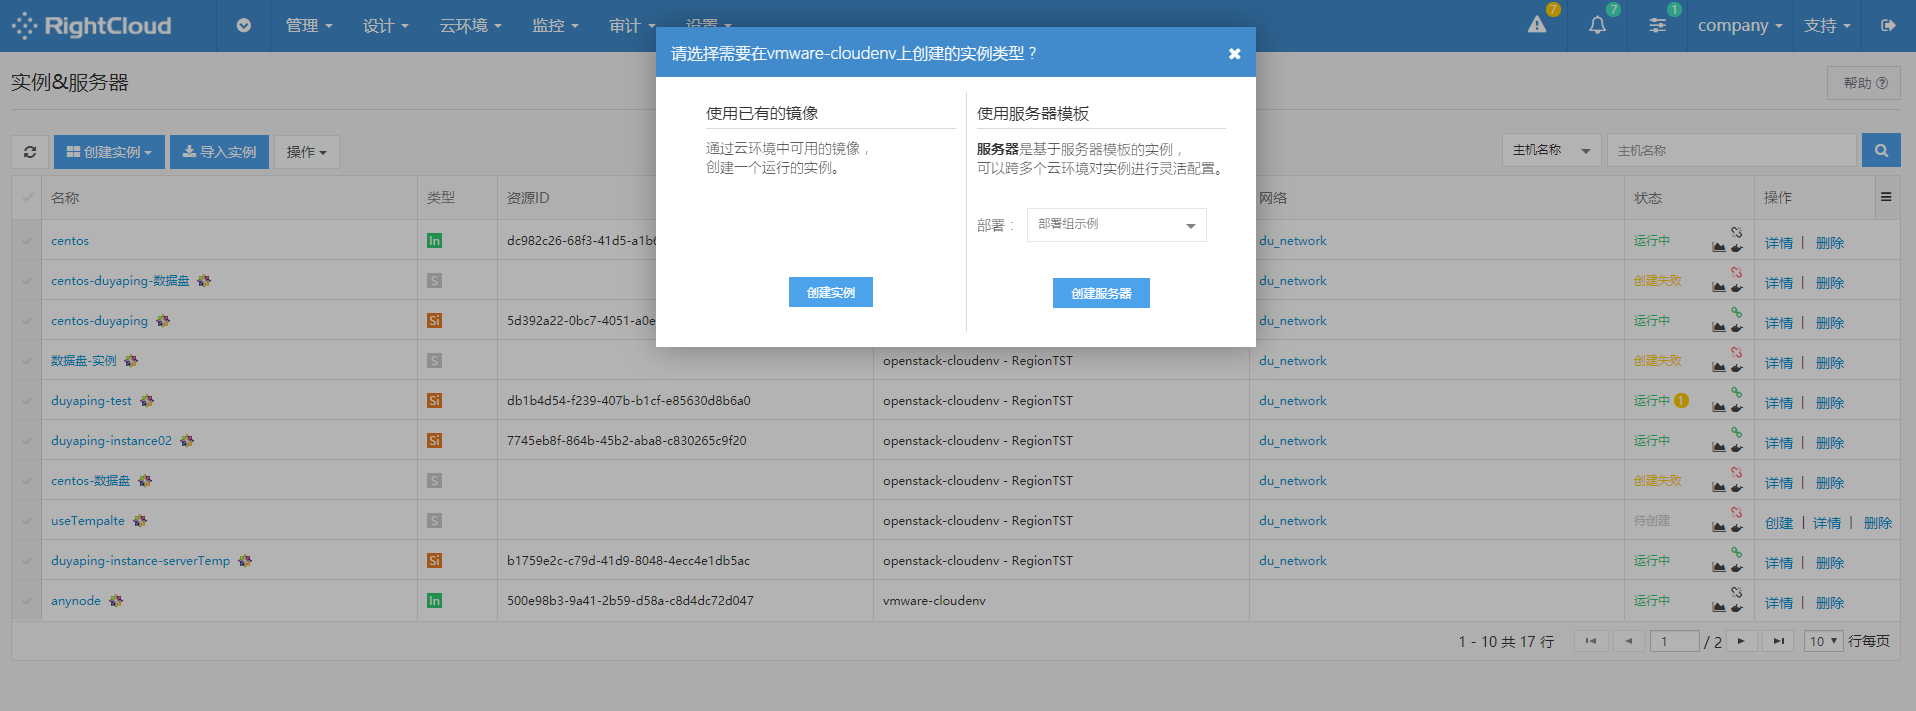 RightCloud
管理
设计
云环境
监控
审计
7
7
1
company
支持
请选择需要在vmware-cloudenv上创建的实例类型？
实例&服务器
帮助
使用已有的镜像
通过云环境中可用的镜像，
创建一个运行的实例。
创建实例
使用服务器模板
服务器是基于服务器模板的实例，
可以跨多个云环境对实例进行灵活配置。
部署： 部署组示例
创建服务器
创建实例
导入实例
操作
主机名称
主机名称
名称 类型 资源ID 网络 状态 操作
centos In dc982c26-68f3-41d5-a1b6 du_network 运行中 详情 | 删除
centos-duyaping-数据盘 S du_network 创建失败 详情 | 删除
centos-duyaping Si 5d392a22-0bc7-4051-a0e du_network 运行中 详情 | 删除
数据盘-实例 S openstack-cloudenv - RegionTST du_network 创建失败 详情 | 删除
duyaping-test Si db1b4d54-f239-407b-b1cf-e85630d8b6a0 openstack-cloudenv - RegionTST du_network 运行中 1 详情 | 删除
duyaping-instance02 Si 7745eb8f-864b-45b2-aba8-c830265c9f20 openstack-cloudenv - RegionTST du_network 运行中 详情 | 删除
centos-数据盘 S openstack-cloudenv - RegionTST du_network 创建失败 详情 | 删除
useTempalte S openstack-cloudenv - RegionTST du_network 待创建 创建 | 详情 | 删除
duyaping-instance-serverTemp Si b1759e2c-c79d-41d9-8048-4ecc4e1db5ac openstack-cloudenv - RegionTST du_network 运行中 详情 | 删除
anynode In 500e98b3-9a41-2b59-d58a-c8d4dc72d047 vmware-cloudenv 运行中 详情 | 删除
1 - 10 共 17 行 1 / 2 10 行每页